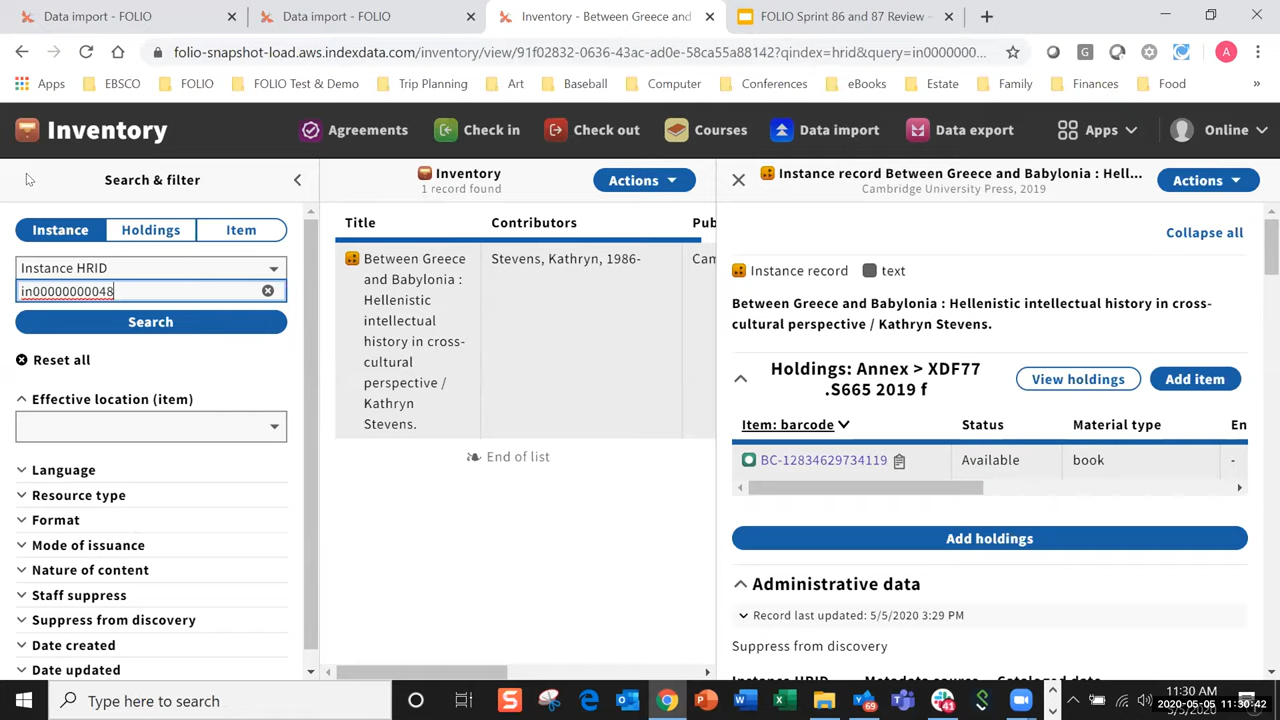 Data import - FOLIO
Data import - FOLIO
Inventory - Between Greece and
FOLIO Sprint 86 and 87 Review -
folio-snapshot-load.aws.indexdata.com/inventory/view/91f02832-0636-43ac-ad0e-58ca55a88142?qindex=hrid&query=in0000000...
G
A
Apps
EBSCO
FOLIO
FOLIO Test & Demo
Trip Planning
Art
Baseball
Computer
Conferences
eBooks
Estate
Family
Finances
Food
»
Inventory
Agreements
Check in
Check out
Courses
Data import
Data export
Apps
Online
Search & filter
Inventory
1 record found
Actions
Instance record Between Greece and Babylonia : Hell...
Cambridge University Press, 2019
Actions
Instance
Holdings
Item
Instance HRID
in00000000048
Search
Reset all
Effective location (item)
Language
Resource type
Format
Mode of issuance
Nature of content
Staff suppress
Suppress from discovery
Date created
Date updated
Title
Contributors
Pub
Between Greece
and Babylonia :
Hellenistic
intellectual
history in cross-
cultural
perspective /
Kathryn
Stevens.
Stevens, Kathryn, 1986-
Cam
End of list
Collapse all
Instance record
text
Between Greece and Babylonia : Hellenistic intellectual history in cross-
cultural perspective / Kathryn Stevens.
Holdings: Annex > XDF77
.S665 2019 f
View holdings
Add item
Item: barcode
Status
Material type
En
BC-12834629734119
Available
book
-
Add holdings
Administrative data
Record last updated: 5/5/2020 3:29 PM
Suppress from discovery
Type here to search
69
41
11:30 AM
2020-05-05 11:30:42